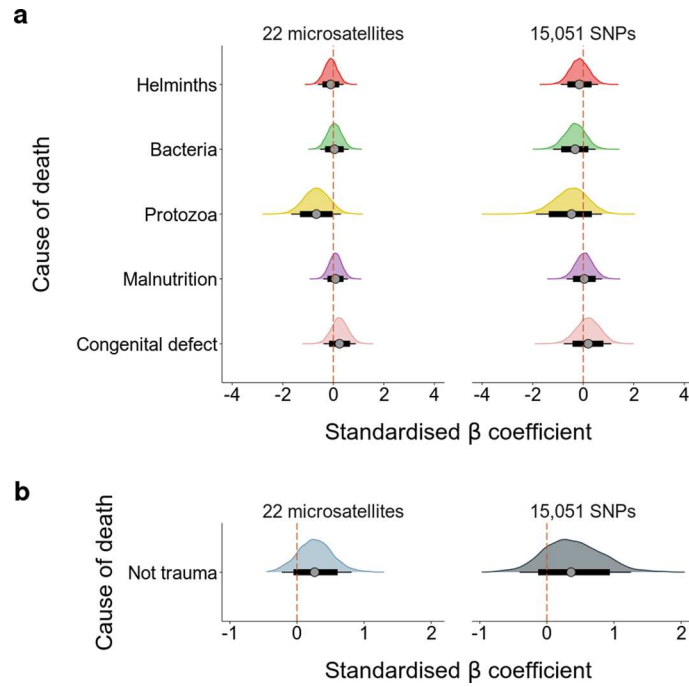 a
22 microsatellites 15,051 SNPs
Cause of death
Helminths
Bacteria
Protozoa
Malnutrition
Congenital defect
-4 -2 0 2 4 -4 -2 0 2 4
Standardised β coefficient
b
22 microsatellites 15,051 SNPs
Cause of death
Not trauma
-1 0 1 2 -1 0 1 2
Standardised β coefficient